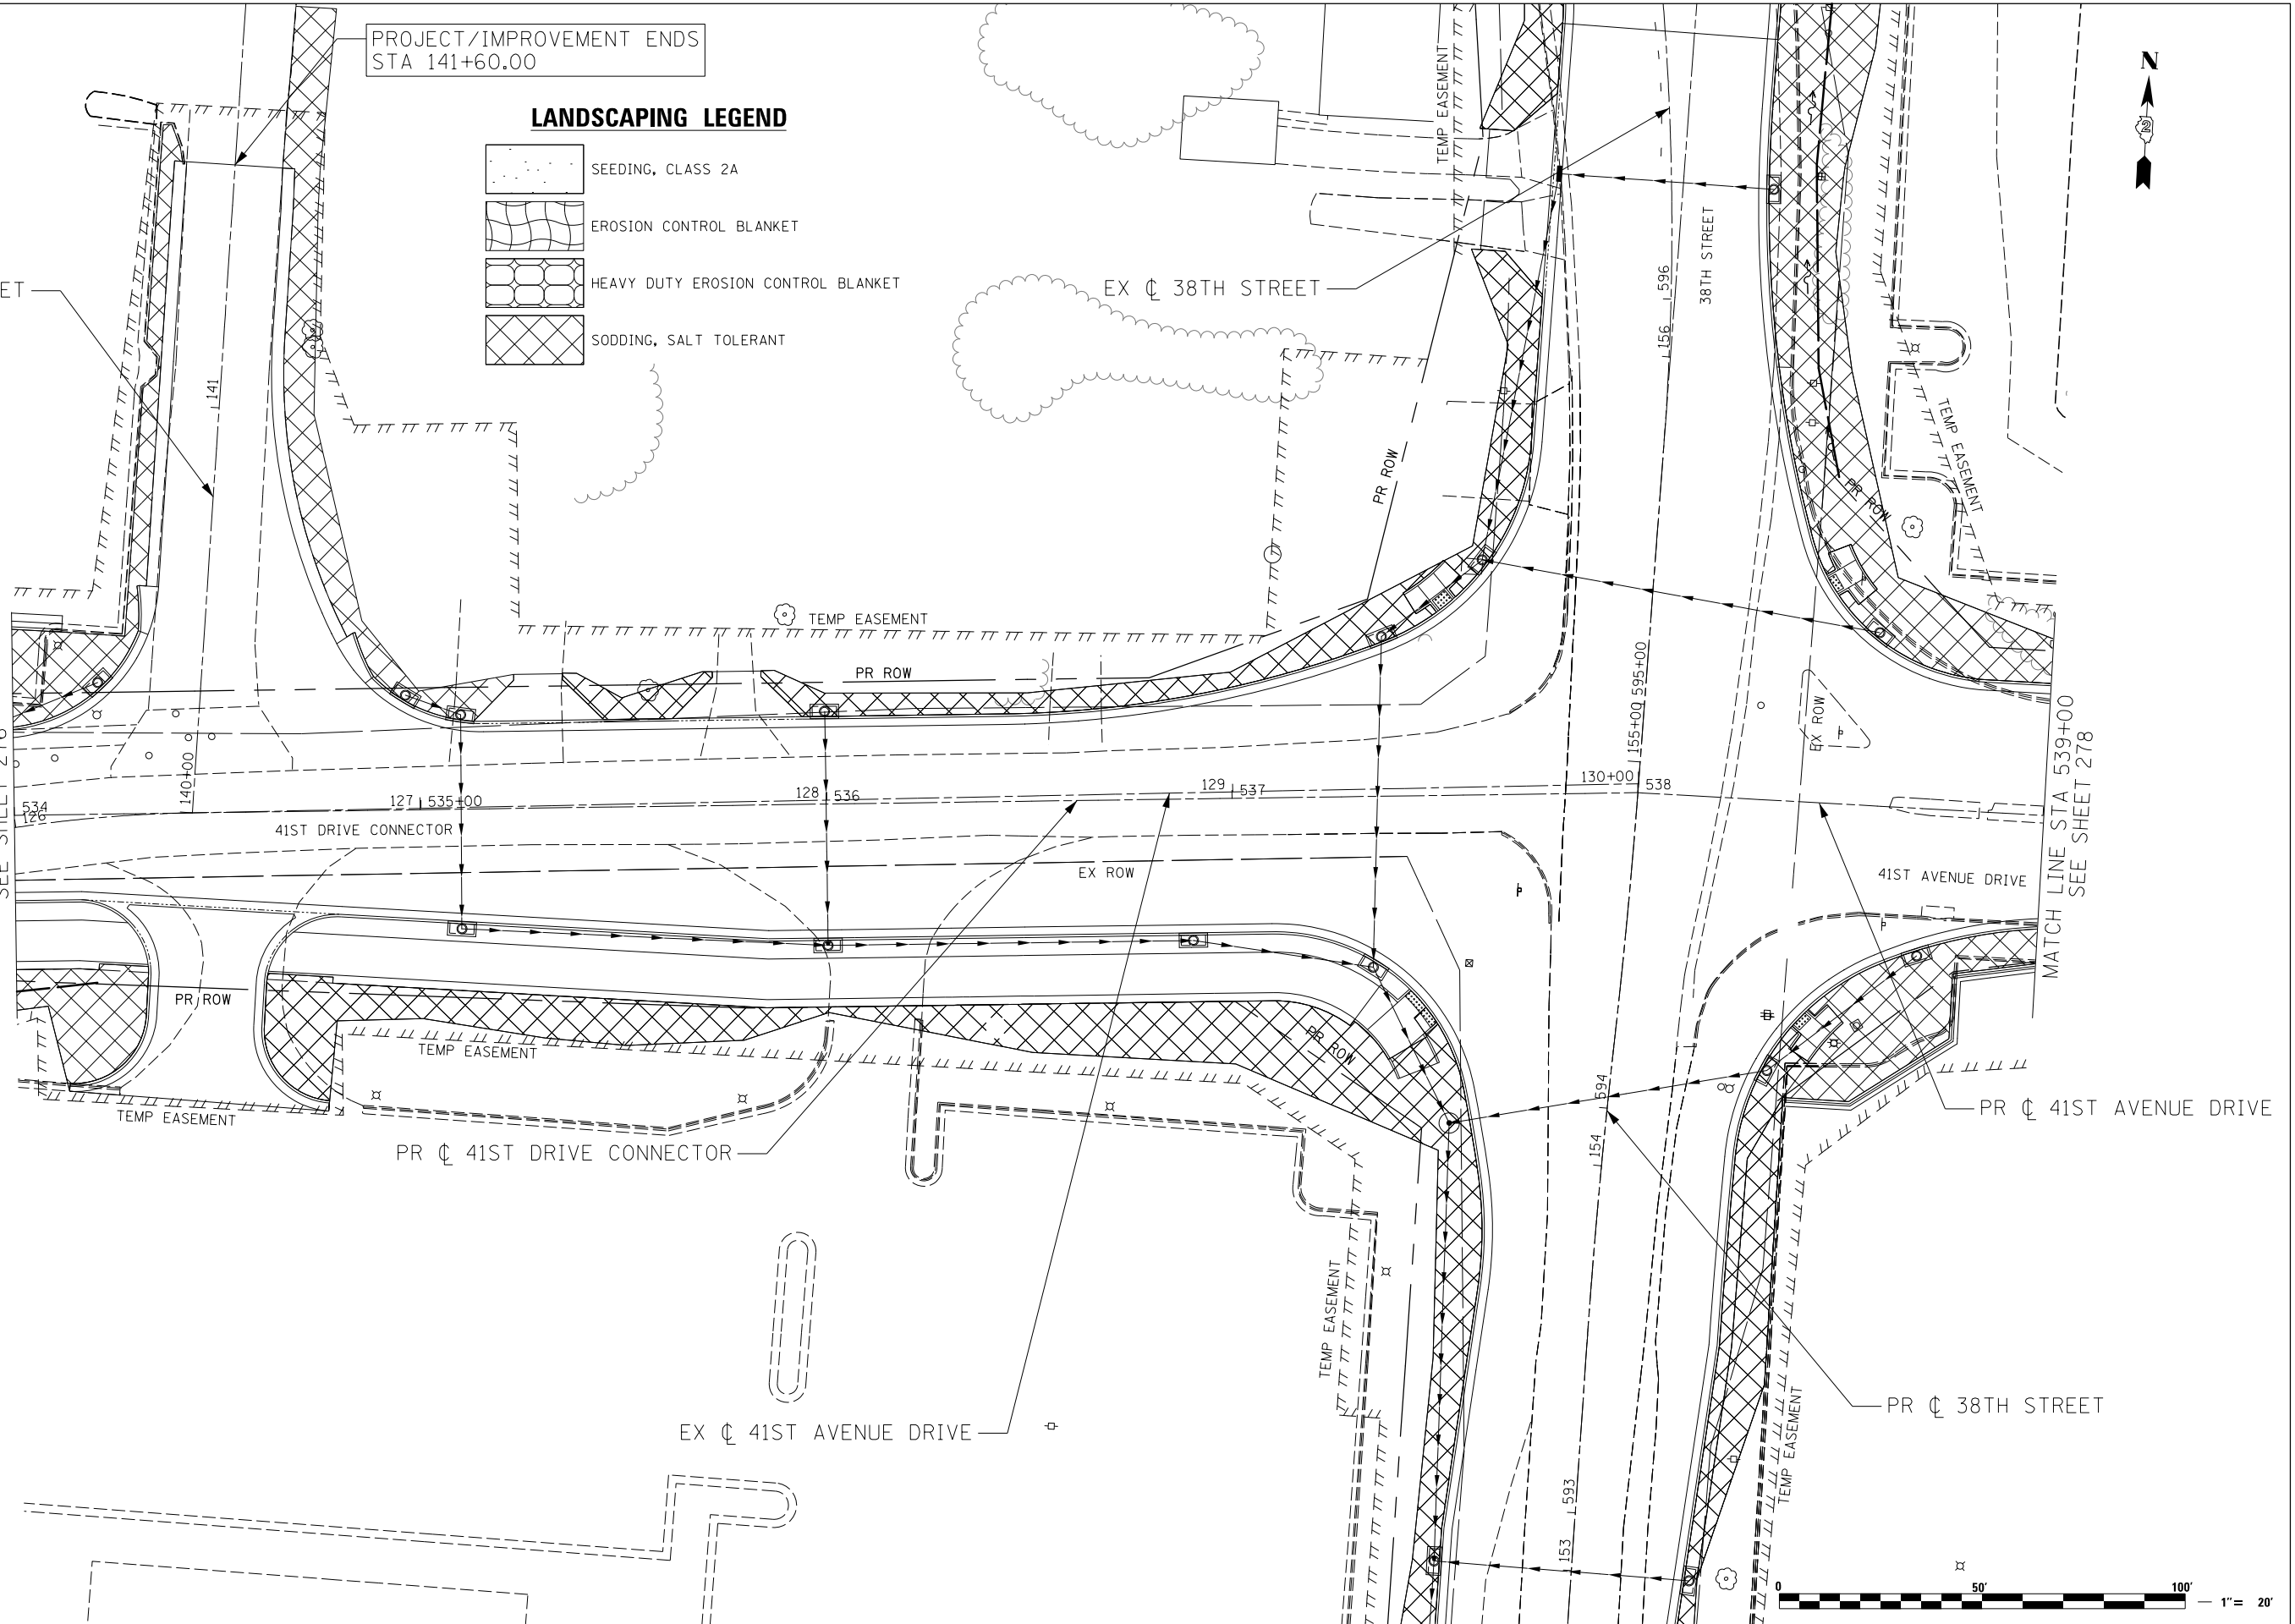 PROJECT/IMPROVEMENT ENDS
STA 141+60.00
N
2
LANDSCAPING LEGEND
SEEDING, CLASS 2A
EROSION CONTROL BLANKET
HEAVY DUTY EROSION CONTROL BLANKET
SODDING, SALT TOLERANT
TEMP EASEMENT
EX ℄ 38TH STREET
38TH STREET
596
156
ET
141
TEMP EASEMENT
PR ROW
PR ROW
TEMP EASEMENT
PR ROW
EX ROW
155+00
595+00
140+00
534
126
127
535+00
128
536
129
537
130+00
538
41ST DRIVE CONNECTOR
EX ROW
41ST AVENUE DRIVE
MATCH LINE STA 539+00
SEE SHEET 278
SEE SHEET
PR ROW
TEMP EASEMENT
TEMP EASEMENT
PR ROW
PR ℄ 41ST DRIVE CONNECTOR
594
154
PR ℄ 41ST AVENUE DRIVE
TEMP EASEMENT
PR ℄ 38TH STREET
EX ℄ 41ST AVENUE DRIVE
TEMP EASEMENT
593
153
0 50' 100'
1"= 20'